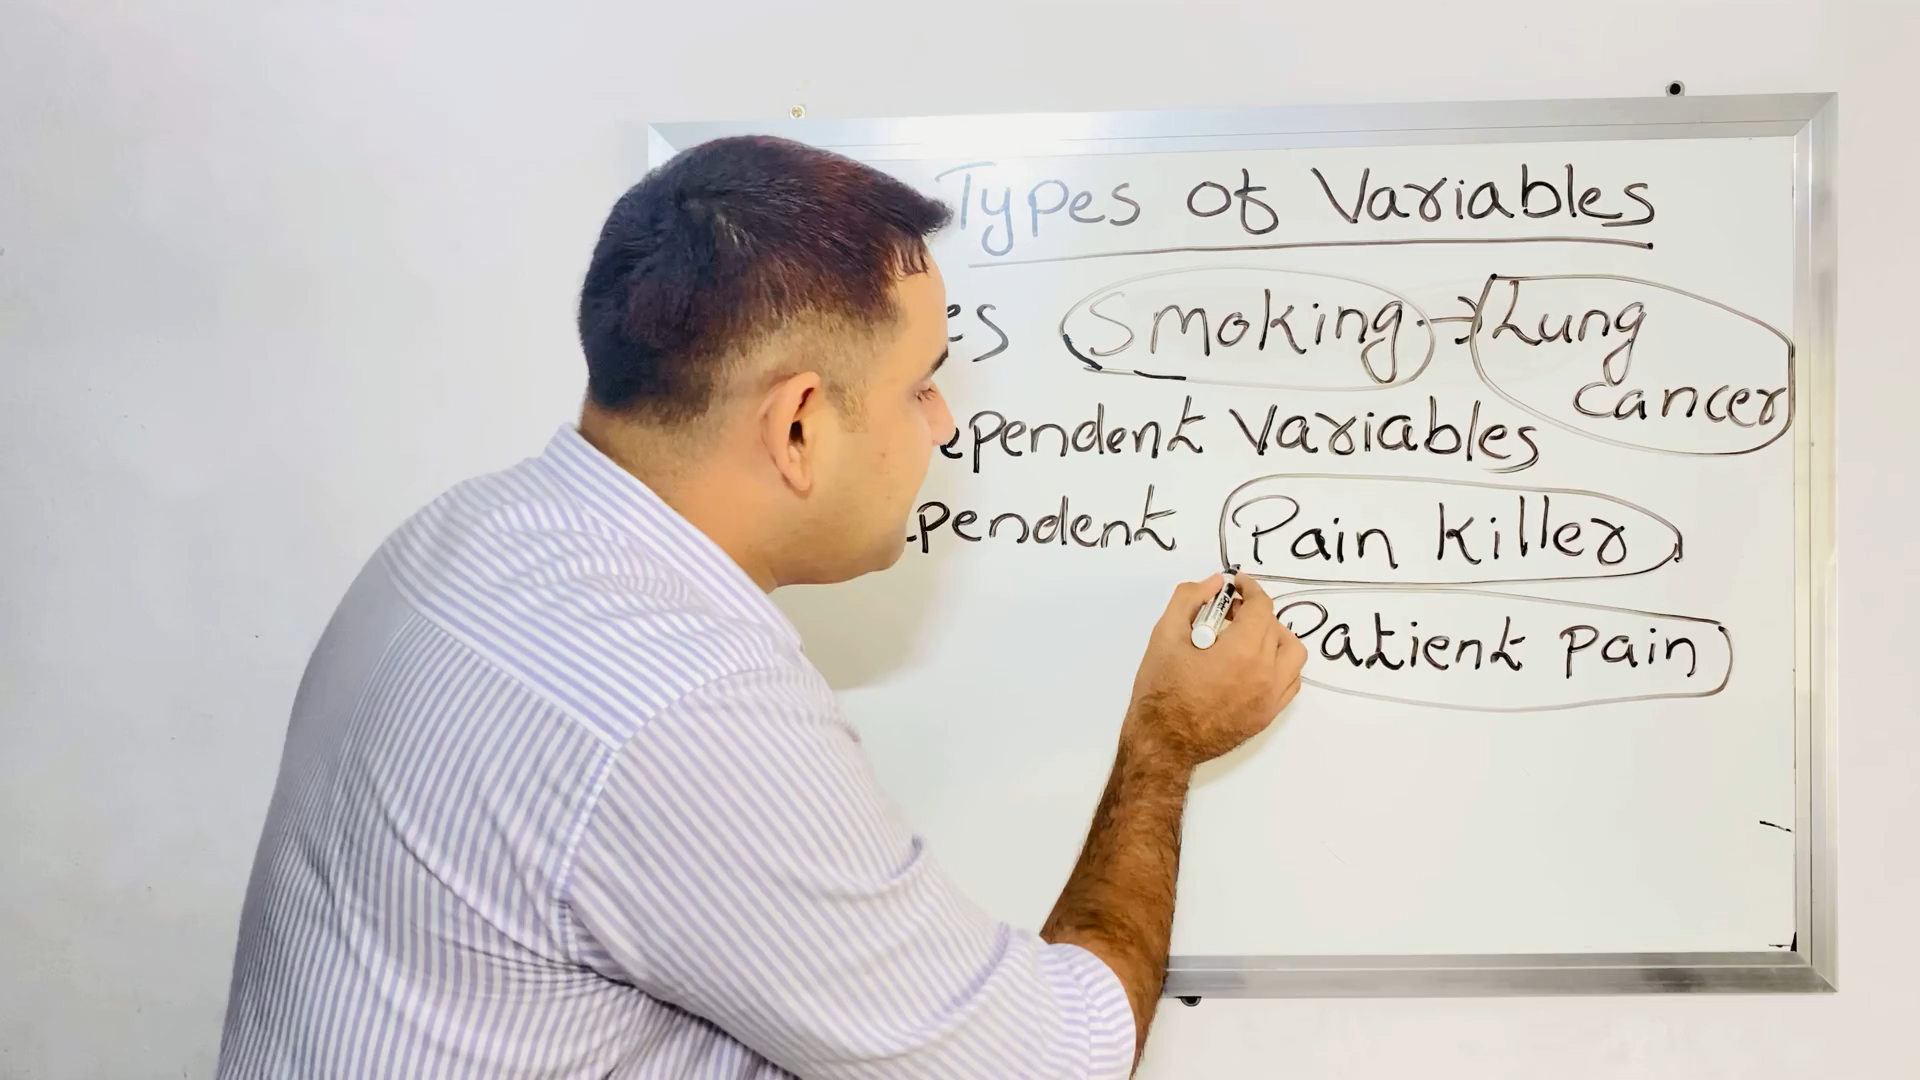 Types of Variables
es Smoking → Lung
cancer
ependent Variables
pendent Pain Killer
Patient Pain